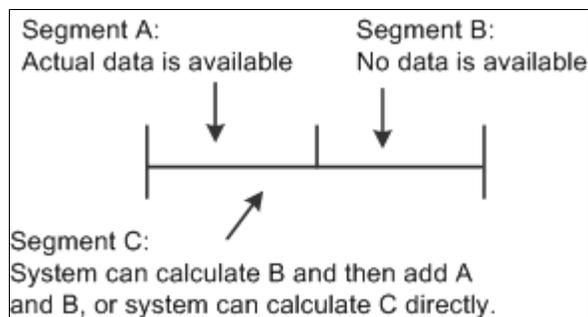 Segment A:
Actual data is available
Segment B:
No data is available
Segment C:
System can calculate B and then add A
and B, or system can calculate C directly.